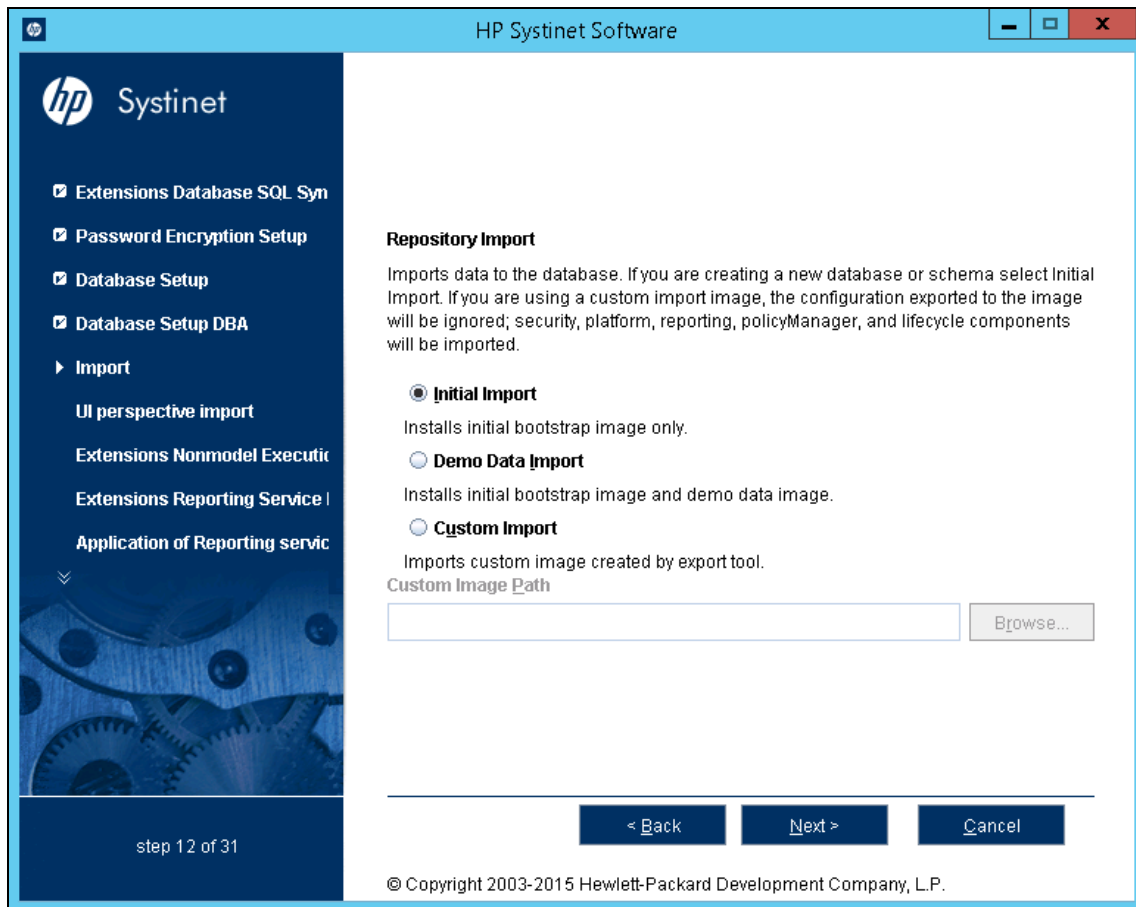 HP Systinet Software
hp Systinet
Extensions Database SQL Syn
Password Encryption Setup
Database Setup
Database Setup DBA
Import
UI perspective import
Extensions Nonmodel Executio
Extensions Reporting Service I
Application of Reporting servic
step 12 of 31
Repository Import
Imports data to the database. If you are creating a new database or schema select Initial
Import. If you are using a custom import image, the configuration exported to the image
will be ignored; security, platform, reporting, policyManager, and lifecycle components
will be imported.
Initial Import
Installs initial bootstrap image only.
Demo Data Import
Installs initial bootstrap image and demo data image.
Custom Import
Imports custom image created by export tool.
Custom Image Path
Browse...
< Back Next > Cancel
© Copyright 2003-2015 Hewlett-Packard Development Company, L.P.